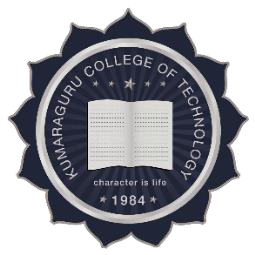 KUMARAGURU COLLEGE OF TECHNOLOGY
character is life
1984